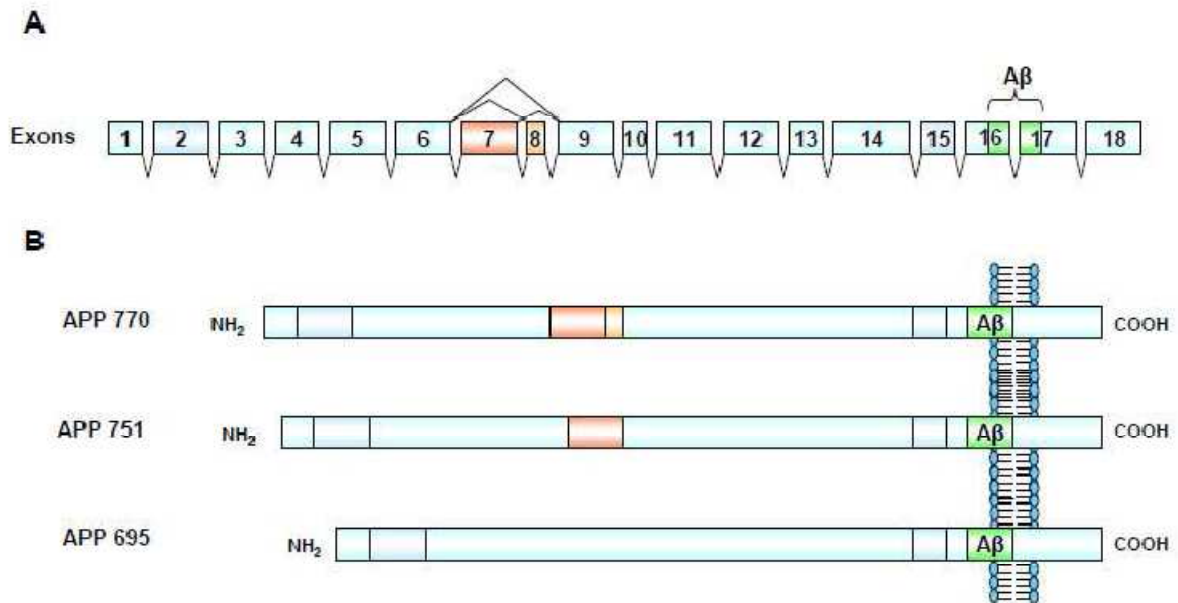 A
Aβ
Exons 1 2 3 4 5 6 7 8 9 10 11 12 13 14 15 16 17 18
B
APP 770 NH2 Aβ COOH
APP 751 NH2 Aβ COOH
APP 695 NH2 Aβ COOH